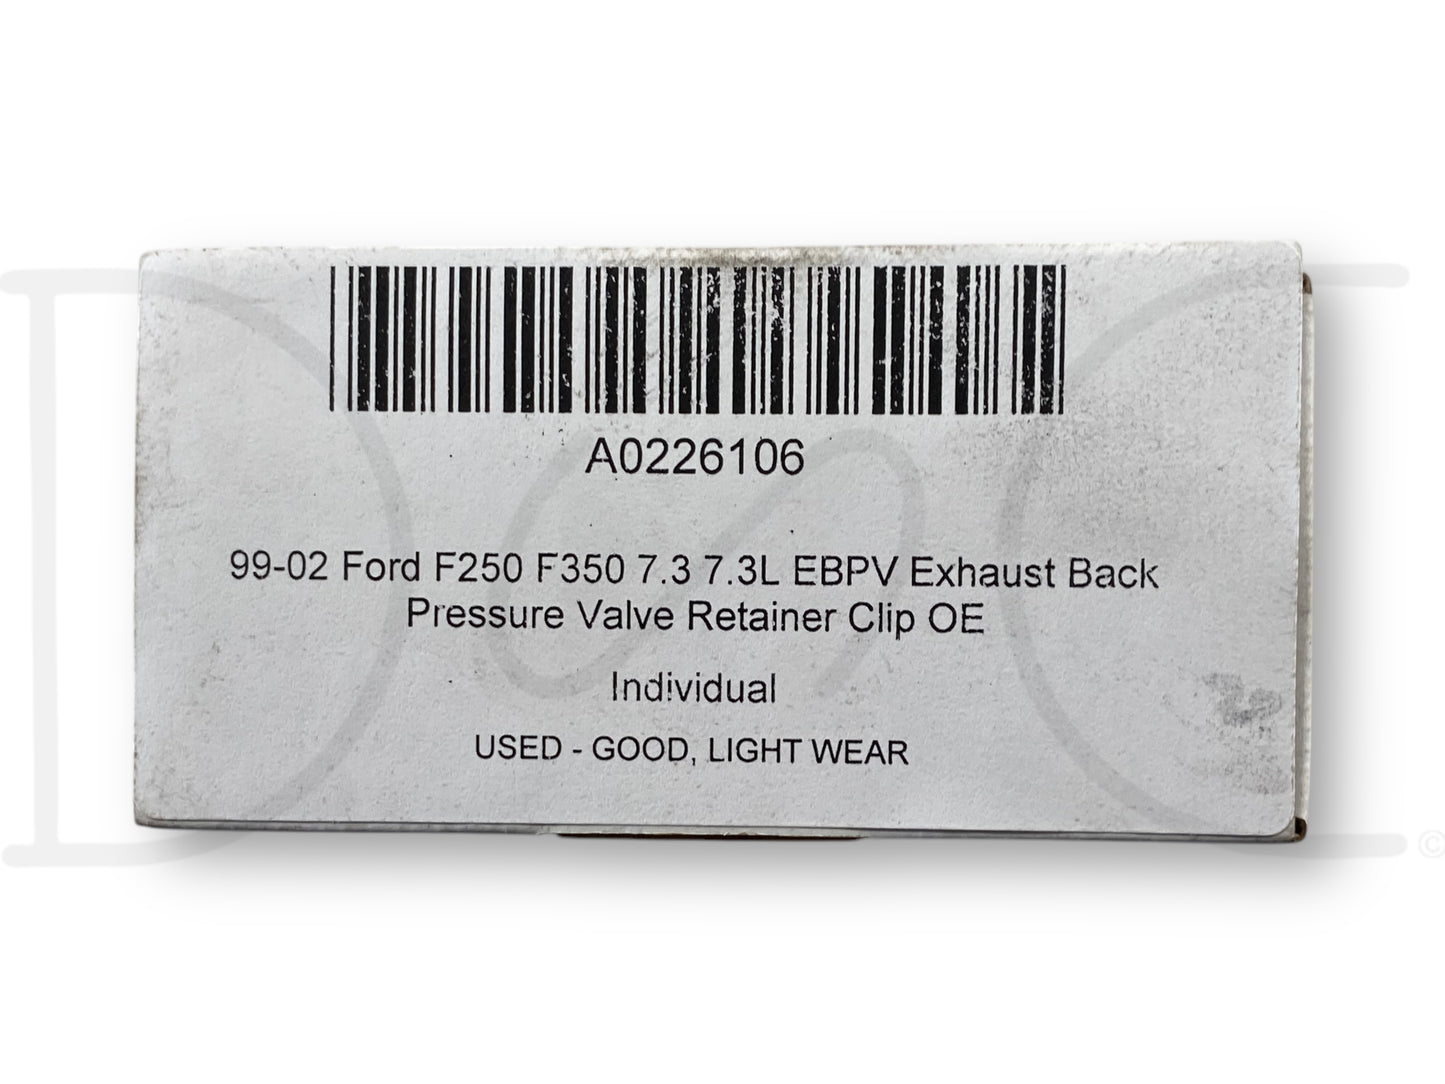 A0226106
99-02 Ford F250 F350 7.3 7.3L EBPV Exhaust Back
Pressure Valve Retainer Clip OE
Individual
USED - GOOD, LIGHT WEAR
©